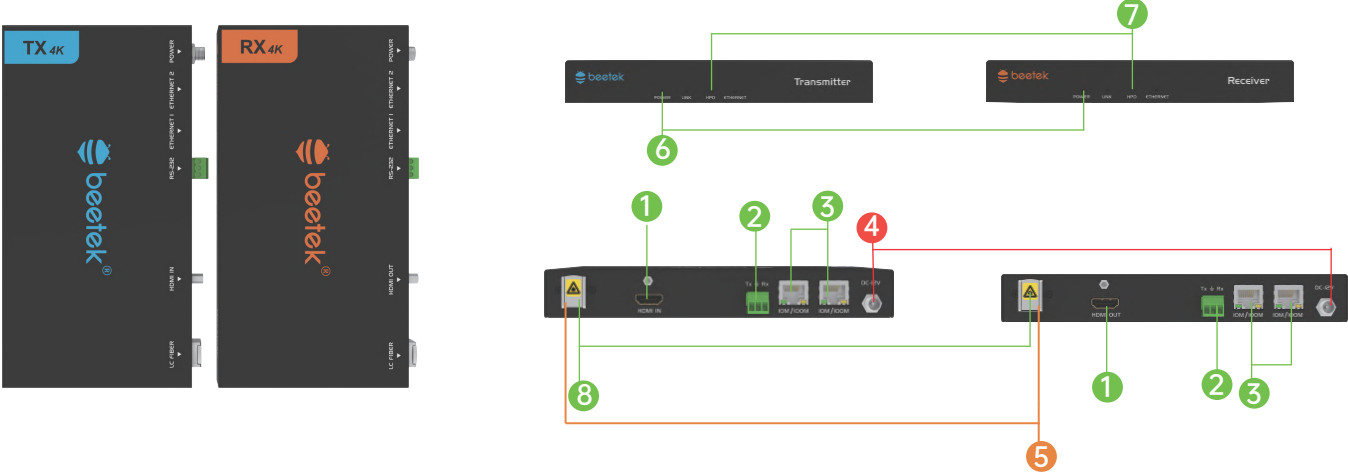 TX 4K
POWER
ETHERNET 2
ETHERNET 1
RS-232
HDMI IN
LC FIBER
beetek®
RX 4K
POWER
ETHERNET 2
ETHERNET 1
RS-232
HDMI OUT
LC FIBER
beetek®
7
beetek
Transmitter
POWER LINK HPD ETHERNET
beetek
Receiver
POWER LINK HPD ETHERNET
6
1
2
3
4
Tx Rx
DC-12V
HDMI IN
10M/100M
10M/100M
Tx Rx
DC-12V
HDMI OUT
10M/100M
10M/100M
8
1
2
3
5